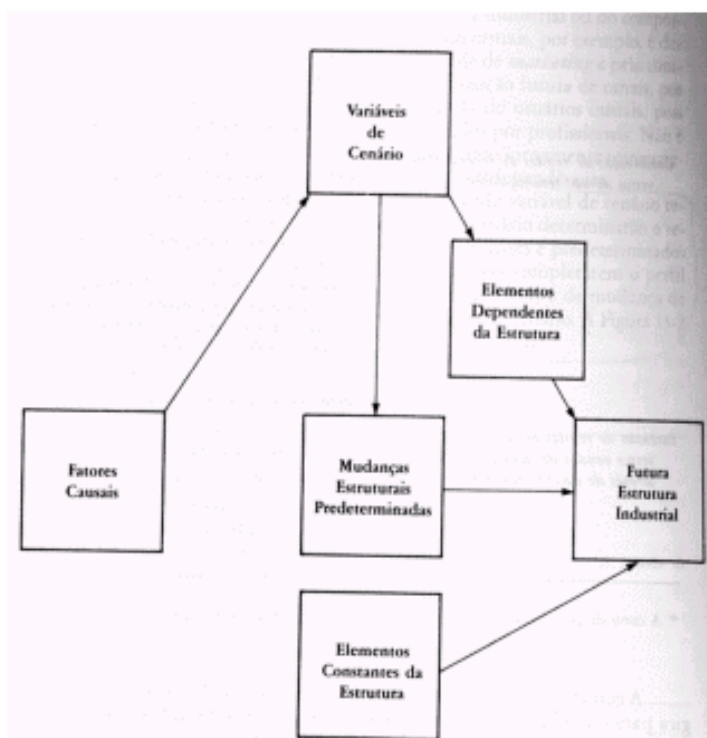 Variáveis
de
Cenário
Elementos
Dependentes
da Estrutura
Fatores
Causais
Mudanças
Estruturais
Predeterminadas
Futura
Estrutura
Industrial
Elementos
Constantes da
Estrutura